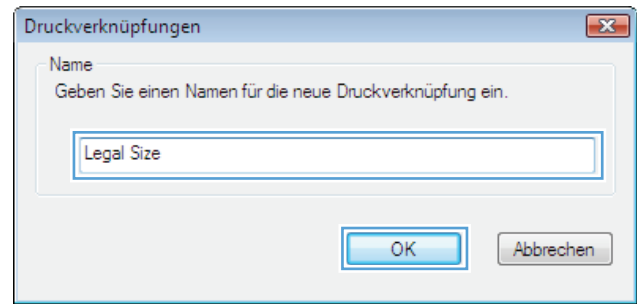 Druckverknüpfungen
Name
Geben Sie einen Namen für die neue Druckverknüpfung ein.
Legal Size
OK
Abbrechen